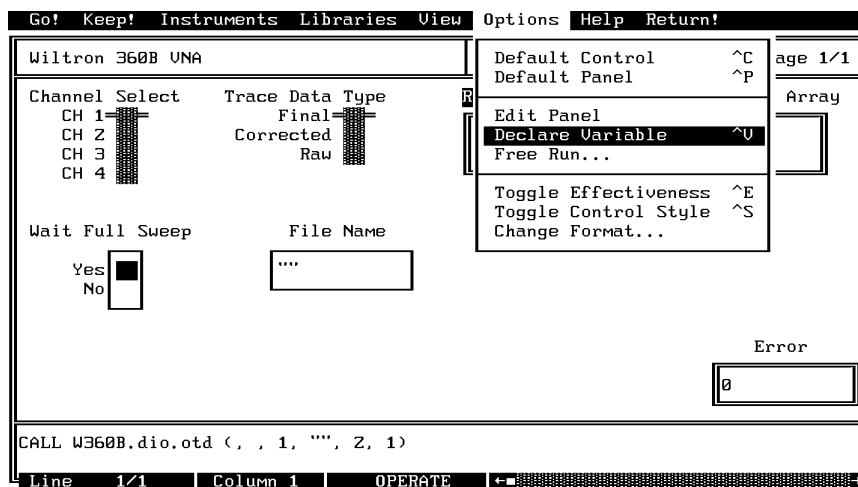 Go! Keep! Instruments Libraries View Options Help Return!
Wiltron 360B VNA
age 1/1
Default Control ^C
Default Panel ^P
Edit Panel
Declare Variable ^V
Free Run...
Toggle Effectiveness ^E
Toggle Control Style ^S
Change Format...
Channel Select
CH 1
CH 2
CH 3
CH 4
Trace Data Type
Final
Corrected
Raw
R
Array
Wait Full Sweep
Yes
No
File Name
""
Error
0
CALL W360B.dio.otd (, , 1, "", 2, 1)
Line 1/1 Column 1 OPERATE